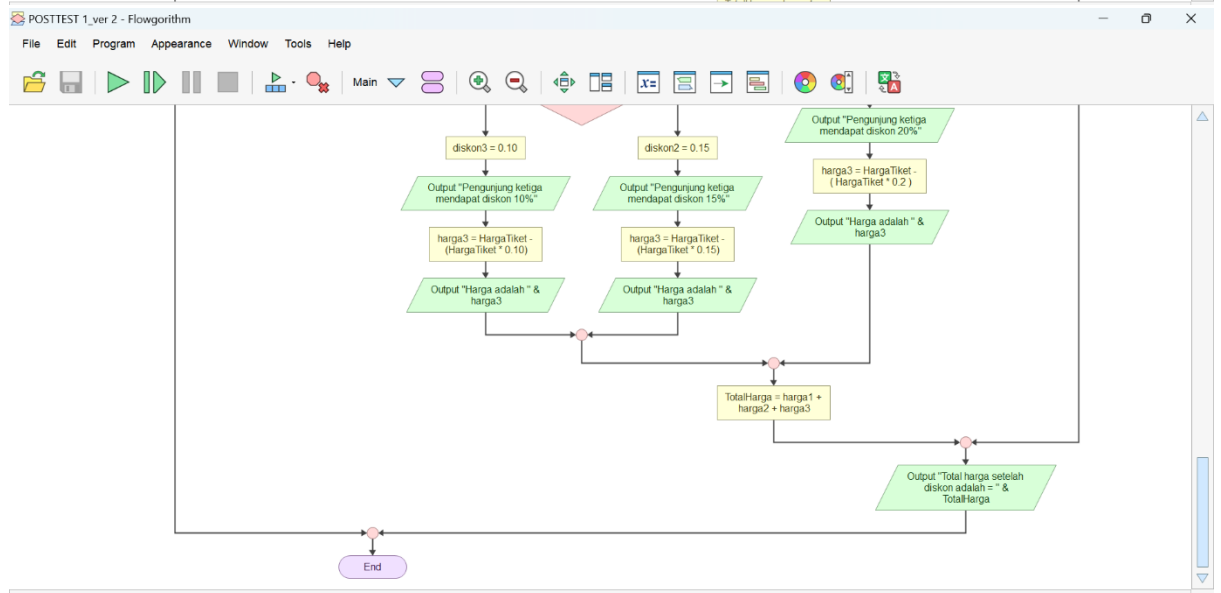 POSTTEST 1_ver 2 - Flowgorithm
File Edit Program Appearance Window Tools Help
Main
x=
Output "Pengunjung ketiga
mendapat diskon 20%"
diskon3 = 0.10
diskon2 = 0.15
harga3 = HargaTiket -
( HargaTiket * 0.2 )
Output "Pengunjung ketiga
mendapat diskon 10%"
Output "Pengunjung ketiga
mendapat diskon 15%"
Output "Harga adalah " &
harga3
harga3 = HargaTiket -
(HargaTiket * 0.10)
harga3 = HargaTiket -
(HargaTiket * 0.15)
Output "Harga adalah " &
harga3
Output "Harga adalah " &
harga3
TotalHarga = harga1 +
harga2 + harga3
Output "Total harga setelah
diskon adalah = " &
TotalHarga
End